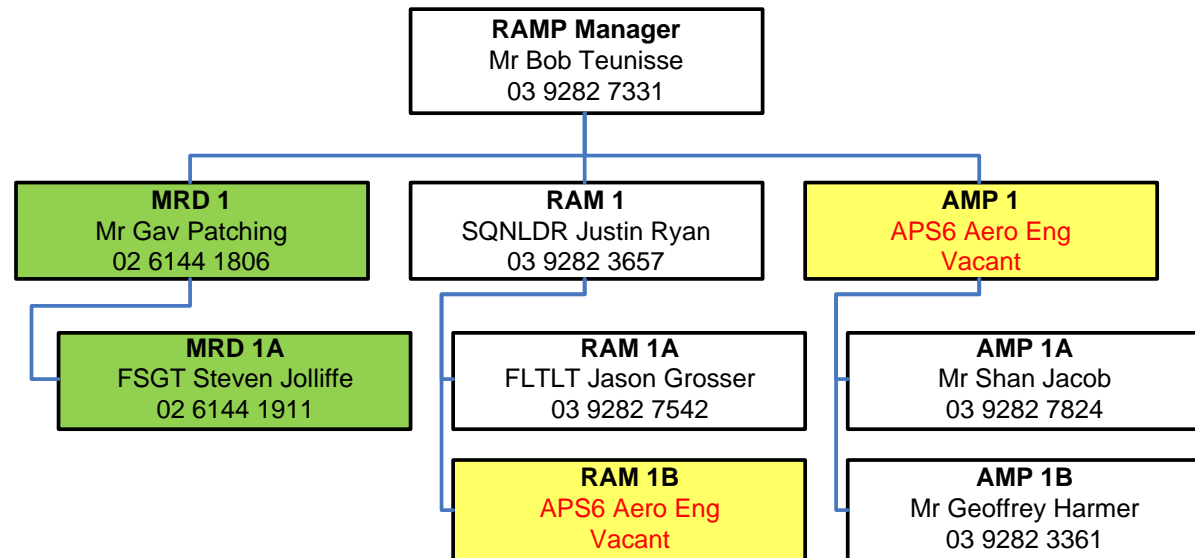 RAMP Manager
Mr Bob Teunisse
03 9282 7331
MRD 1
Mr Gav Patching
02 6144 1806
RAM 1
SQNLDR Justin Ryan
03 9282 3657
AMP 1
APS6 Aero Eng
Vacant
MRD 1A
FSGT Steven Jolliffe
02 6144 1911
RAM 1A
FLTLT Jason Grosser
03 9282 7542
AMP 1A
Mr Shan Jacob
03 9282 7824
RAM 1B
APS6 Aero Eng
Vacant
AMP 1B
Mr Geoffrey Harmer
03 9282 3361